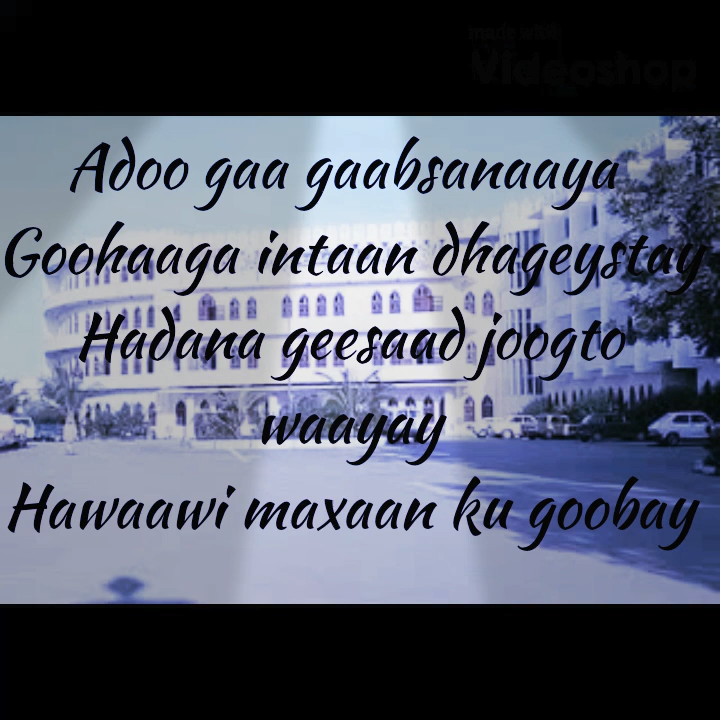 made with
Videoshop
Adoo gaa gaabsanaaya
Goohaaga intaan dhageystay
Hadana geesaad joogto
waayay
Hawaawi maxaan ku goobay